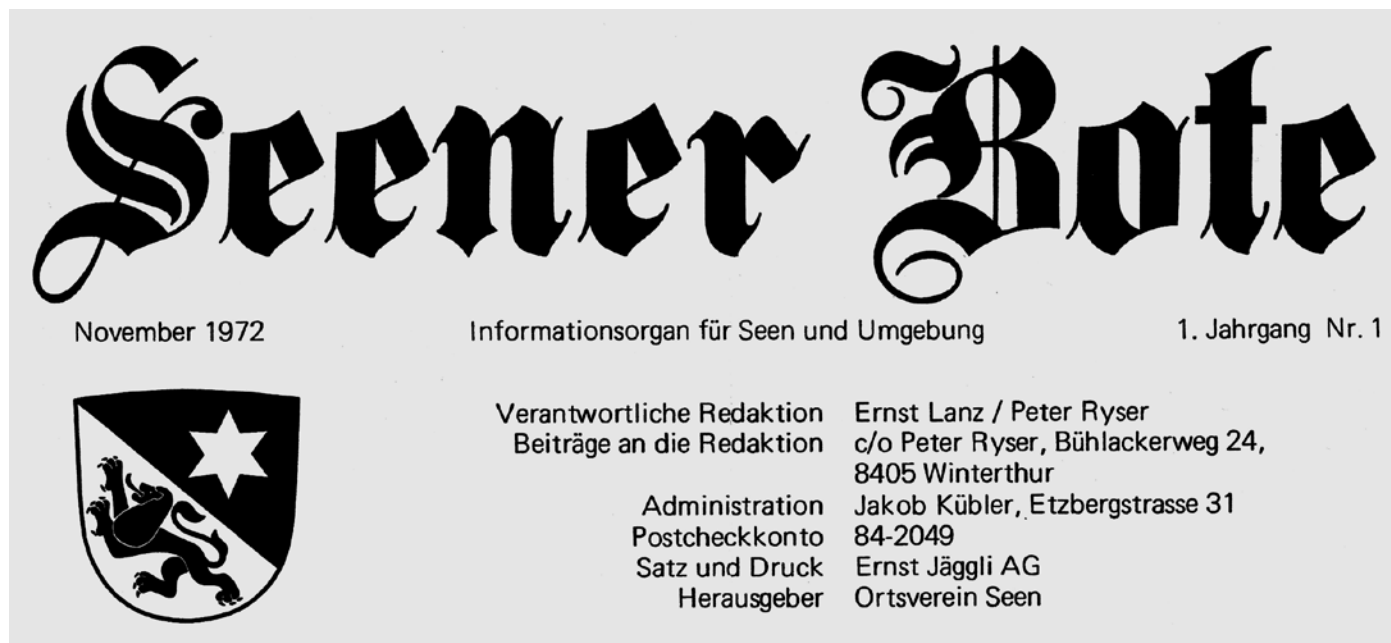 Seener Bote
November 1972 Informationsorgan für Seen und Umgebung 1. Jahrgang Nr. 1
Verantwortliche Redaktion Ernst Lanz / Peter Ryser
Beiträge an die Redaktion c/o Peter Ryser, Bühlackerweg 24,
8405 Winterthur
Administration Jakob Kübler, Etzbergstrasse 31
Postcheckkonto 84-2049
Satz und Druck Ernst Jäggli AG
Herausgeber Ortsverein Seen